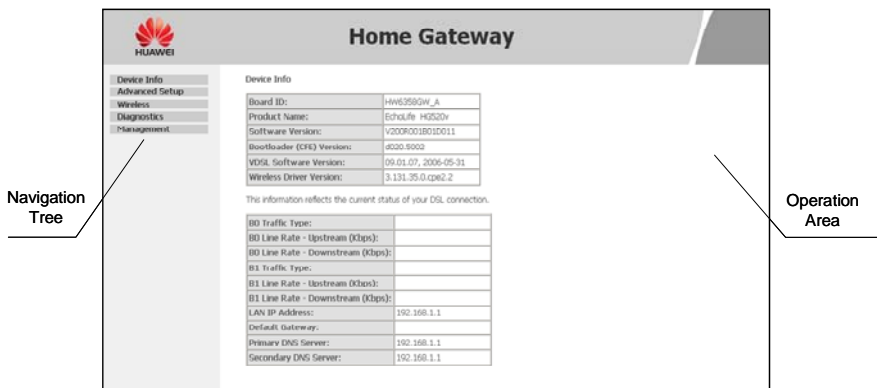 HUAWEI
Home Gateway
Device Info
Advanced Setup
Wireless
Diagnostics
Management
Navigation
Tree
Device Info
Board ID: HW6358GW_A
Product Name: EchoLife HG520v
Software Version: V200R001B01D011
Bootloader (CFE) Version: d020.5002
VDSL Software Version: 09.01.07, 2006-05-31
Wireless Driver Version: 3.131.35.0.cpe2.2
This information reflects the current status of your DSL connection.
B0 Traffic Type:
B0 Line Rate - Upstream (Kbps):
B0 Line Rate - Downstream (Kbps):
B1 Traffic Type:
B1 Line Rate - Upstream (Kbps):
B1 Line Rate - Downstream (Kbps):
LAN IP Address: 192.168.1.1
Default Gateway:
Primary DNS Server: 192.168.1.1
Secondary DNS Server: 192.168.1.1
Operation
Area